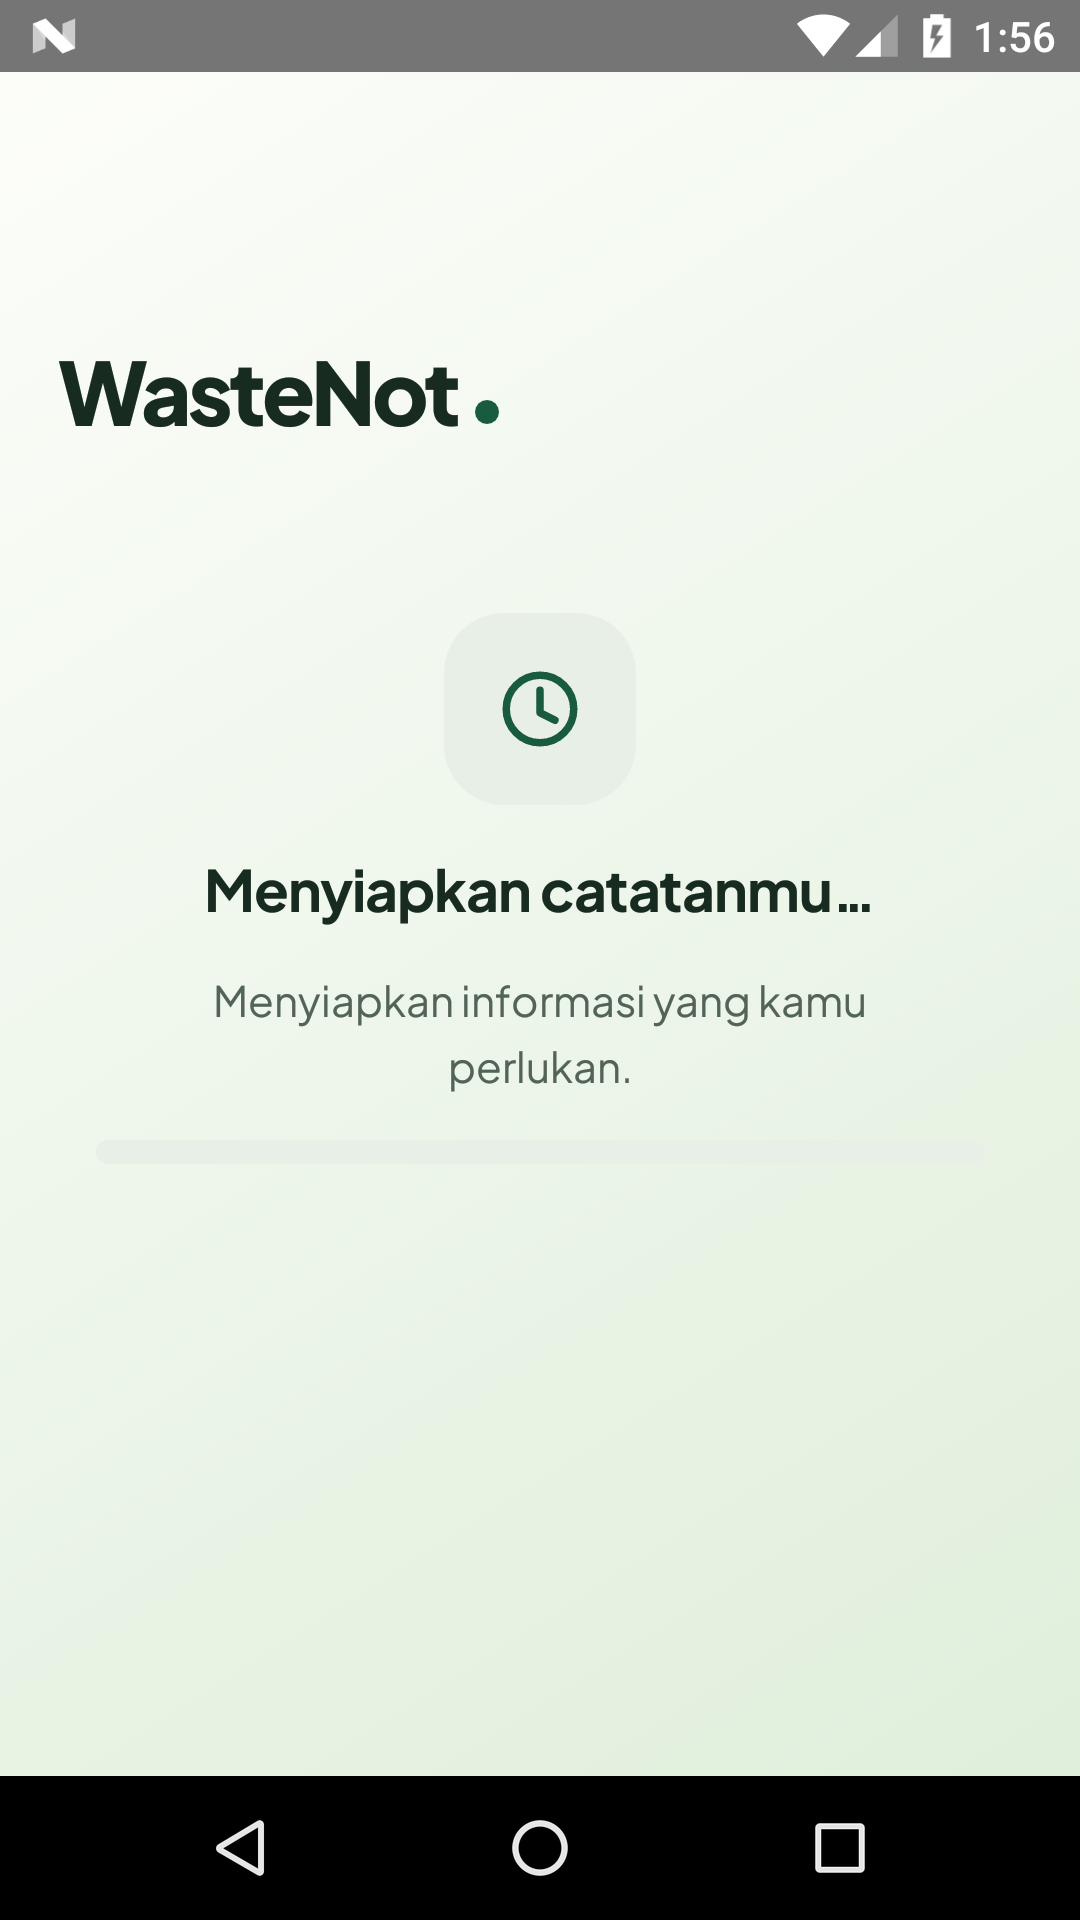 1:56
WasteNot.
Menyiapkan catatanmu...
Menyiapkan informasi yang kamu
perlukan.